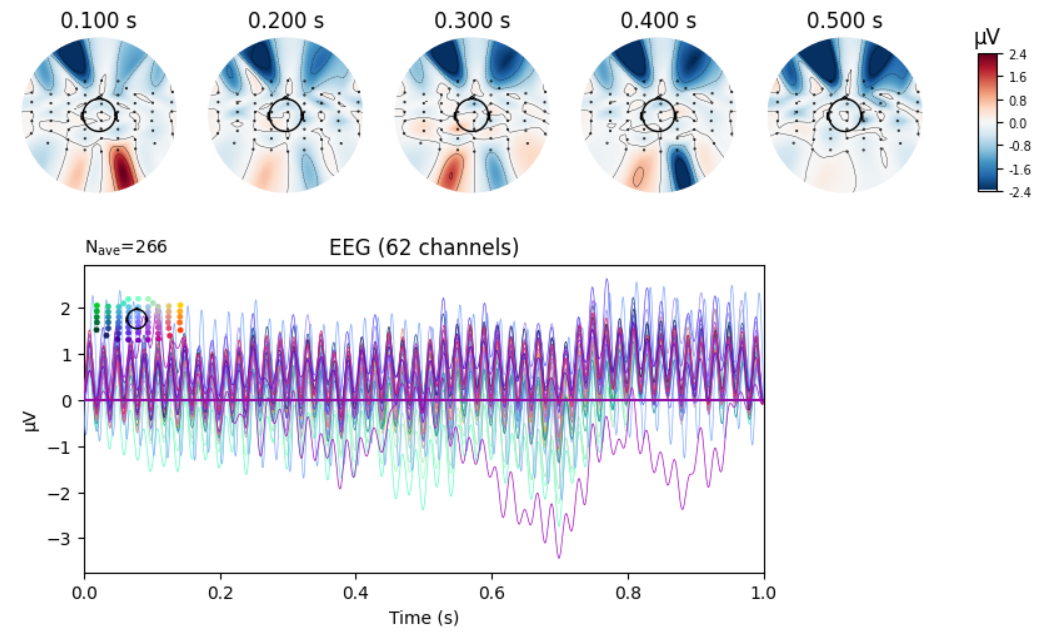 0.100 s
0.200 s
0.300 s
0.400 s
0.500 s
µV
2.4
1.6
0.8
0.0
-0.8
-1.6
-2.4
Nave=266
EEG (62 channels)
2
1
0
−1
−2
−3
µV
0.0
0.2
0.4
0.6
0.8
1.0
Time (s)